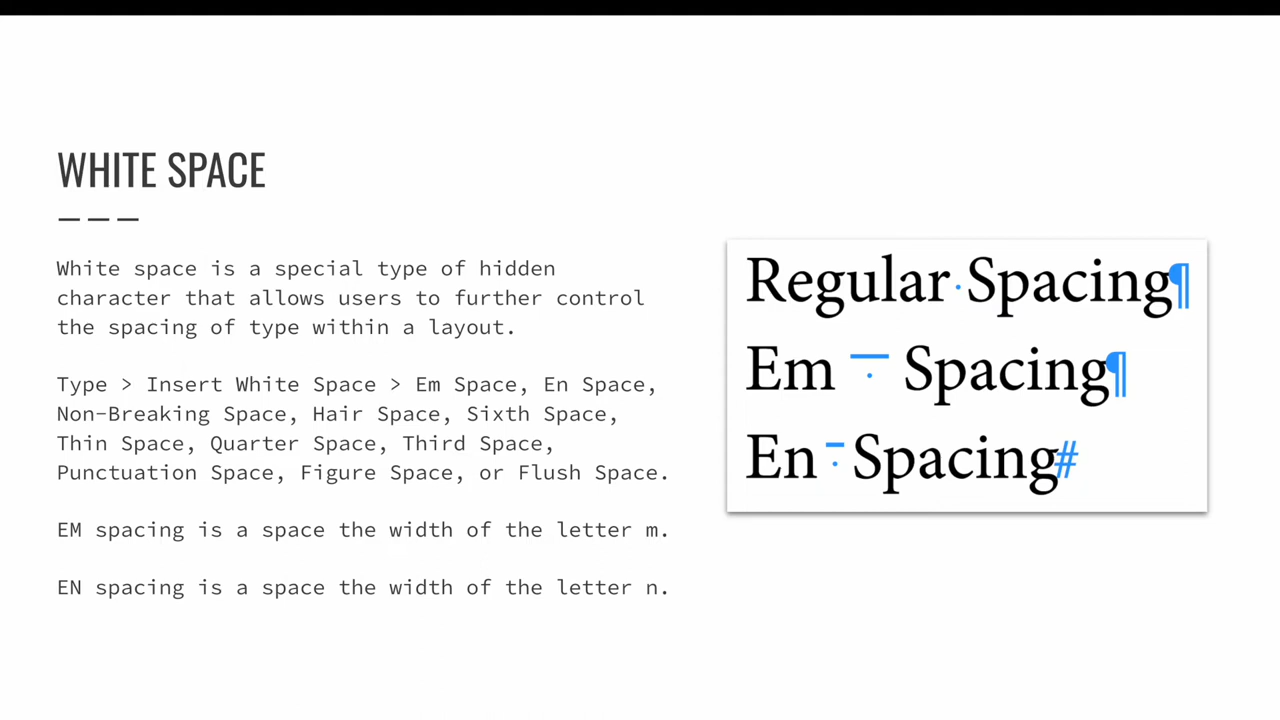 WHITE SPACE
White space is a special type of hidden
character that allows users to further control
the spacing of type within a layout.
Type > Insert White Space > Em Space, En Space,
Non-Breaking Space, Hair Space, Sixth Space,
Thin Space, Quarter Space, Third Space,
Punctuation Space, Figure Space, or Flush Space.
EM spacing is a space the width of the letter m.
EN spacing is a space the width of the letter n.
Regular·Spacing¶
Em Spacing¶
En Spacing#